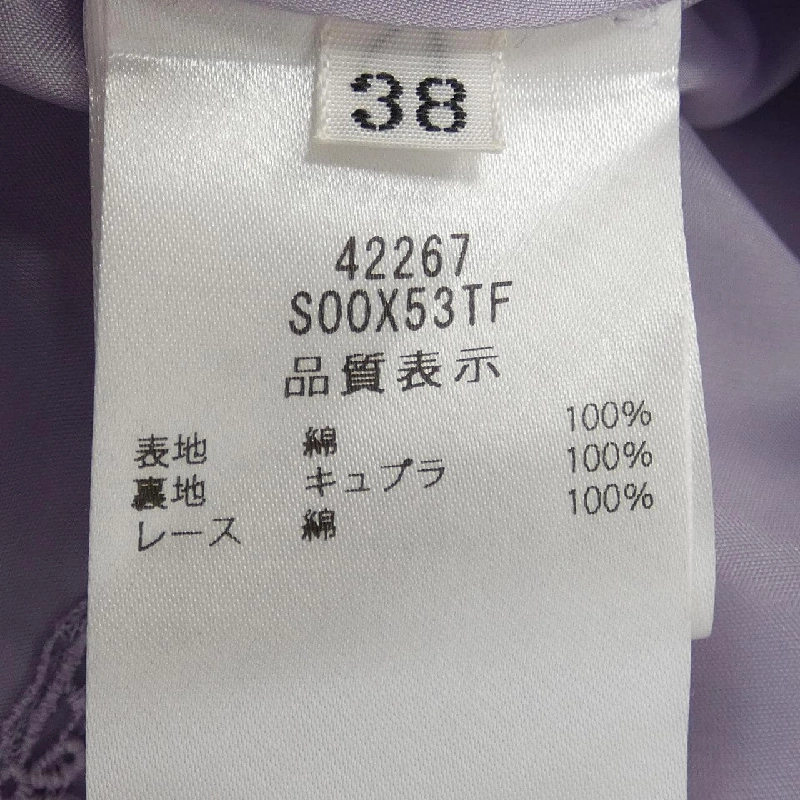 38
42267
S00X53TF
品質表示
表地 綿 100%
裏地 キュプラ 100%
レース 綿 100%